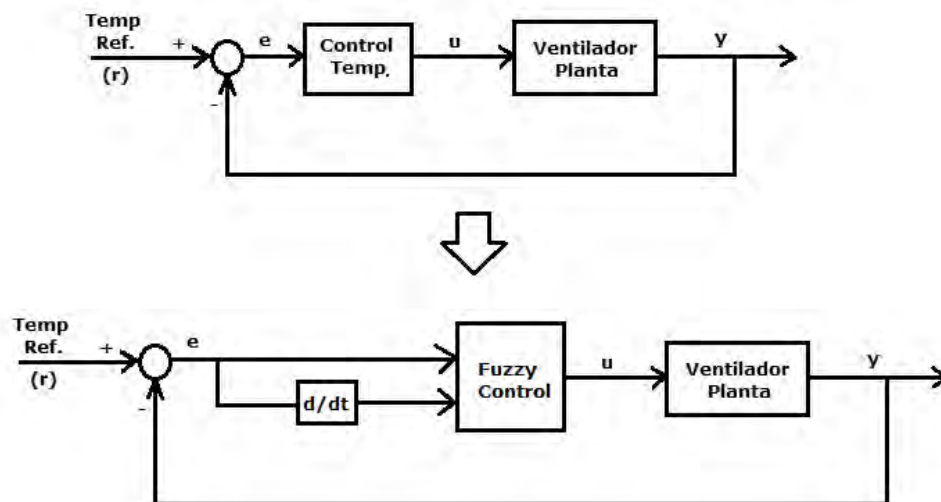 Temp
Ref.
(r)
+
-
e
Control
Temp.
u
Ventilador
Planta
y
Temp
Ref.
(r)
+
-
e
d/dt
Fuzzy
Control
u
Ventilador
Planta
y